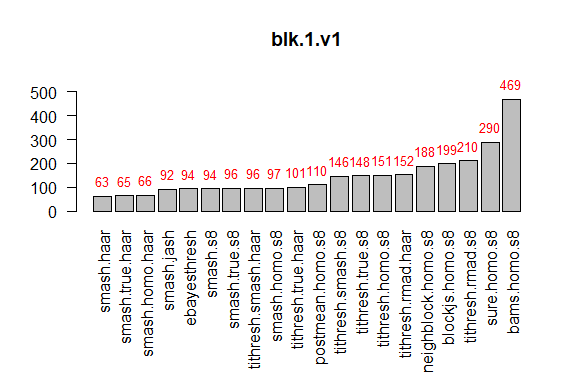 blk.1.v1
500
400
300
200
100
0
63
65
66
92
94
94
96
96
97
101
110
146
148
151
152
188
199
210
290
469
smash.haar
smash.true.haar
smash.homo.haar
smash.jash
ebayesthresh
smash.s8
smash.true.s8
tithresh.smash.haar
smash.homo.s8
tithresh.true.haar
postmean.homo.s8
tithresh.smash.s8
tithresh.true.s8
tithresh.homo.s8
tithresh.rmad.haar
neighblock.homo.s8
blockjs.homo.s8
tithresh.rmad.s8
sure.homo.s8
bams.homo.s8